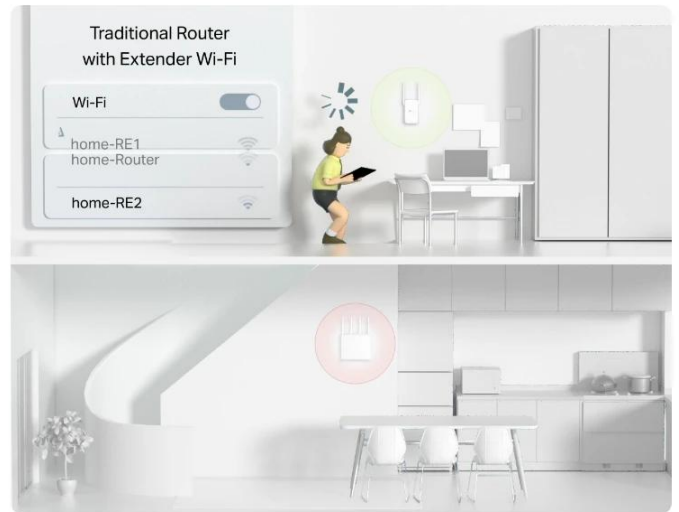 Traditional Router
with Extender Wi-Fi
Wi-Fi
home-RE1
home-Router
home-RE2